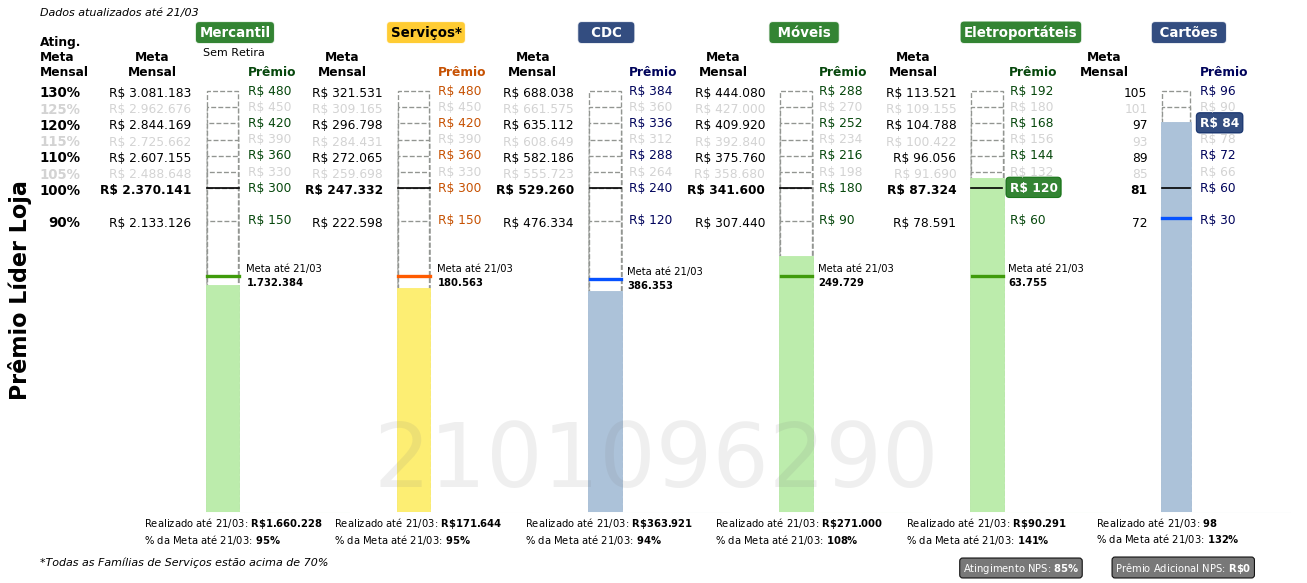 Dados atualizados até 21/03
Mercantil Serviços* CDC Móveis Eletroportáteis Cartões
Sem Retira
Ating. Meta Mensal Meta Mensal Prêmio Meta Mensal Prêmio Meta Mensal Prêmio Meta Mensal Prêmio Meta Mensal Prêmio Meta Mensal Prêmio
130% R$ 3.081.183 R$ 480 R$ 321.531 R$ 480 R$ 688.038 R$ 384 R$ 444.080 R$ 288 R$ 113.521 R$ 192 105 R$ 96
125% R$ 2.962.676 R$ 450 R$ 309.165 R$ 450 R$ 661.575 R$ 360 R$ 427.000 R$ 270 R$ 109.155 R$ 180 101 R$ 90
120% R$ 2.844.169 R$ 420 R$ 296.798 R$ 420 R$ 635.112 R$ 336 R$ 409.920 R$ 252 R$ 104.788 R$ 168 97 R$ 84
115% R$ 2.725.662 R$ 390 R$ 284.431 R$ 390 R$ 608.649 R$ 312 R$ 392.840 R$ 234 R$ 100.422 R$ 156 93 R$ 78
110% R$ 2.607.155 R$ 360 R$ 272.065 R$ 360 R$ 582.186 R$ 288 R$ 375.760 R$ 216 R$ 96.056 R$ 144 89 R$ 72
105% R$ 2.488.648 R$ 330 R$ 259.698 R$ 330 R$ 555.723 R$ 264 R$ 358.680 R$ 198 R$ 91.690 R$ 132 85 R$ 66
100% R$ 2.370.141 R$ 300 R$ 247.332 R$ 300 R$ 529.260 R$ 240 R$ 341.600 R$ 180 R$ 87.324 R$ 120 81 R$ 60
90% R$ 2.133.126 R$ 150 R$ 222.598 R$ 150 R$ 476.334 R$ 120 R$ 307.440 R$ 90 R$ 78.591 R$ 60 72 R$ 30
Prêmio Líder Loja
Meta até 21/03 Meta até 21/03 Meta até 21/03 Meta até 21/03 Meta até 21/03
1.732.384 180.563 386.353 249.729 63.755
2101096290
Realizado até 21/03: R$1.660.228 Realizado até 21/03: R$171.644 Realizado até 21/03: R$363.921 Realizado até 21/03: R$271.000 Realizado até 21/03: R$90.291 Realizado até 21/03: 98
% da Meta até 21/03: 95% % da Meta até 21/03: 95% % da Meta até 21/03: 94% % da Meta até 21/03: 108% % da Meta até 21/03: 141% % da Meta até 21/03: 132%
*Todas as Famílias de Serviços estão acima de 70%
Atingimento NPS: 85% Prêmio Adicional NPS: R$0